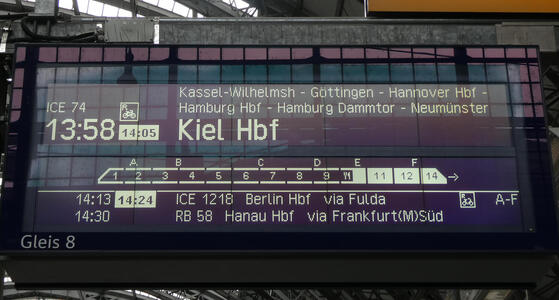 Kassel-Wilhelmsh - Göttingen - Hannover Hbf -
ICE 74 Hamburg Hbf - Hamburg Dammtor - Neumünster
13:58 14:05 Kiel Hbf
A B C D E F
1 2 3 4 5 6 7 8 9 11 12 14
14:13 14:24 ICE 1218 Berlin Hbf via Fulda A-F
14:30 RB 58 Hanau Hbf via Frankfurt(M)Süd
Gleis 8